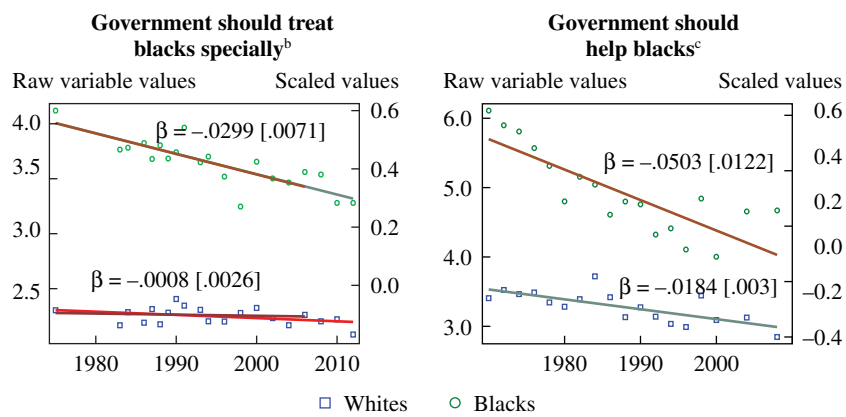 Government should treat
blacks speciallyᵇ
Raw variable values Scaled values
4.0
3.5
3.0
2.5
0.6
0.4
0.2
0.0
β = –.0299 [.0071]
β = –.0008 [.0026]
1980 1990 2000 2010
Government should
help blacksᶜ
Raw variable values Scaled values
6.0
5.0
4.0
3.0
0.6
0.4
0.2
0.0
–0.2
–0.4
β = –.0503 [.0122]
β = –.0184 [.003]
1980 1990 2000
Whites Blacks